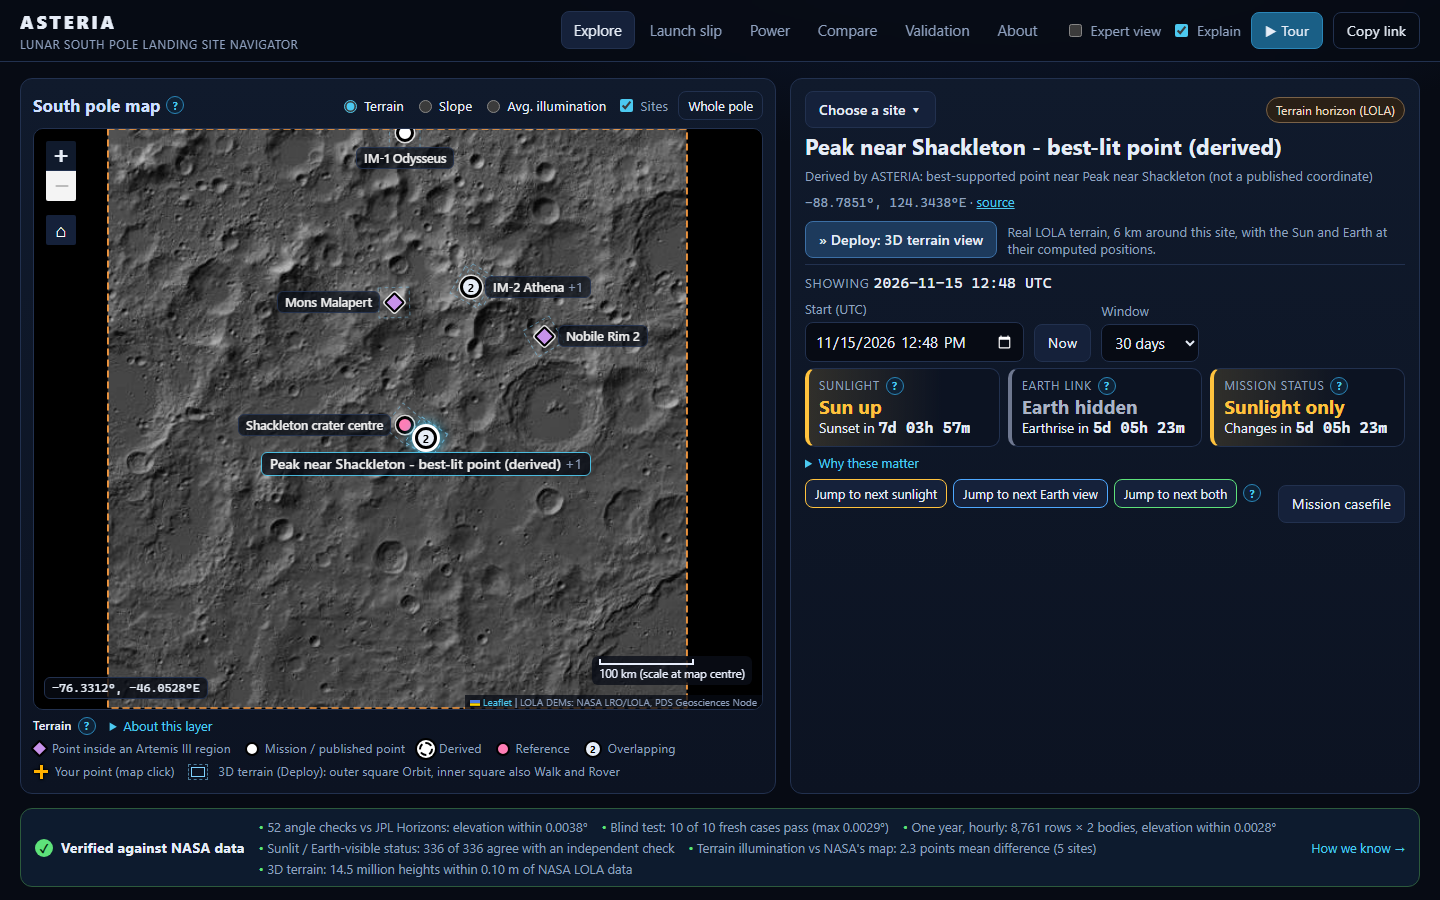 ASTERIA
LUNAR SOUTH POLE LANDING SITE NAVIGATOR
Explore Launch slip Power Compare Validation About Expert view Explain ▶ Tour Copy link
South pole map ? Terrain Slope Avg. illumination Sites Whole pole
+
−
IM-1 Odysseus
Mons Malapert
2 IM-2 Athena +1
Nobile Rim 2
Shackleton crater centre
2
Peak near Shackleton - best-lit point (derived) +1
100 km (scale at map centre)
−76.3312°, −46.0528°E
Leaflet | LOLA DEMs: NASA LRO/LOLA, PDS Geosciences Node
Terrain ? ▶ About this layer
Point inside an Artemis III region Mission / published point Derived Reference 2 Overlapping
Your point (map click) 3D terrain (Deploy): outer square Orbit, inner square also Walk and Rover
Choose a site ▾ Terrain horizon (LOLA)
Peak near Shackleton - best-lit point (derived)
Derived by ASTERIA: best-supported point near Peak near Shackleton (not a published coordinate)
−88.7851°, 124.3438°E · source
» Deploy: 3D terrain view
Real LOLA terrain, 6 km around this site, with the Sun and Earth at
their computed positions.
SHOWING 2026-11-15 12:48 UTC
Start (UTC) Window
11/15/2026 12:48 PM Now 30 days
SUNLIGHT ?
Sun up
Sunset in 7d 03h 57m
EARTH LINK ?
Earth hidden
Earthrise in 5d 05h 23m
MISSION STATUS ?
Sunlight only
Changes in 5d 05h 23m
▶ Why these matter
Jump to next sunlight Jump to next Earth view Jump to next both ? Mission casefile
✓ Verified against NASA data
• 52 angle checks vs JPL Horizons: elevation within 0.0038° • Blind test: 10 of 10 fresh cases pass (max 0.0029°) • One year, hourly: 8,761 rows × 2 bodies, elevation within 0.0028°
• Sunlit / Earth-visible status: 336 of 336 agree with an independent check • Terrain illumination vs NASA's map: 2.3 points mean difference (5 sites)
• 3D terrain: 14.5 million heights within 0.10 m of NASA LOLA data
How we know →